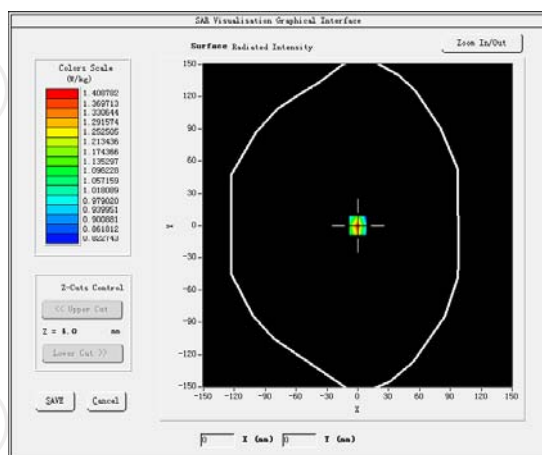 SAR Visualisation Graphical Interface
Surface Radiated Intensity
Zoom In/Out
Colors Scale
(W/kg)
1.408782
1.369713
1.330644
1.291574
1.252505
1.213436
1.174366
1.135297
1.096228
1.057159
1.018089
0.979020
0.939951
0.900881
0.861812
0.822743
150
120
90
60
30
0
-30
-60
-90
-120
-150
Y
-150 -120 -90 -60 -30 0 30 60 90 120 150
X
Z-Cuts Control
<< Upper Cut
Z = 4.0 mm
Lower Cut >>
SAVE Cancel
0 X (mm) 0 Y (mm)